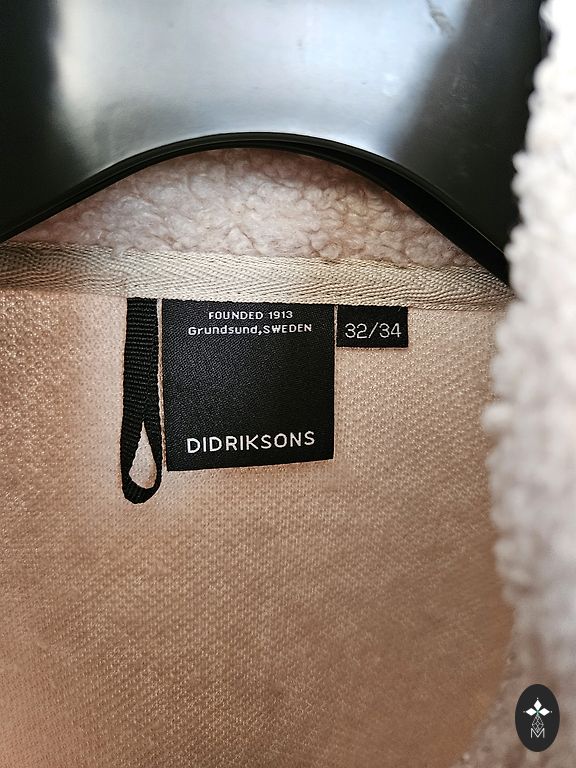 FOUNDED 1913
Grundsund,SWEDEN
32/34
DIDRIKSONS
M